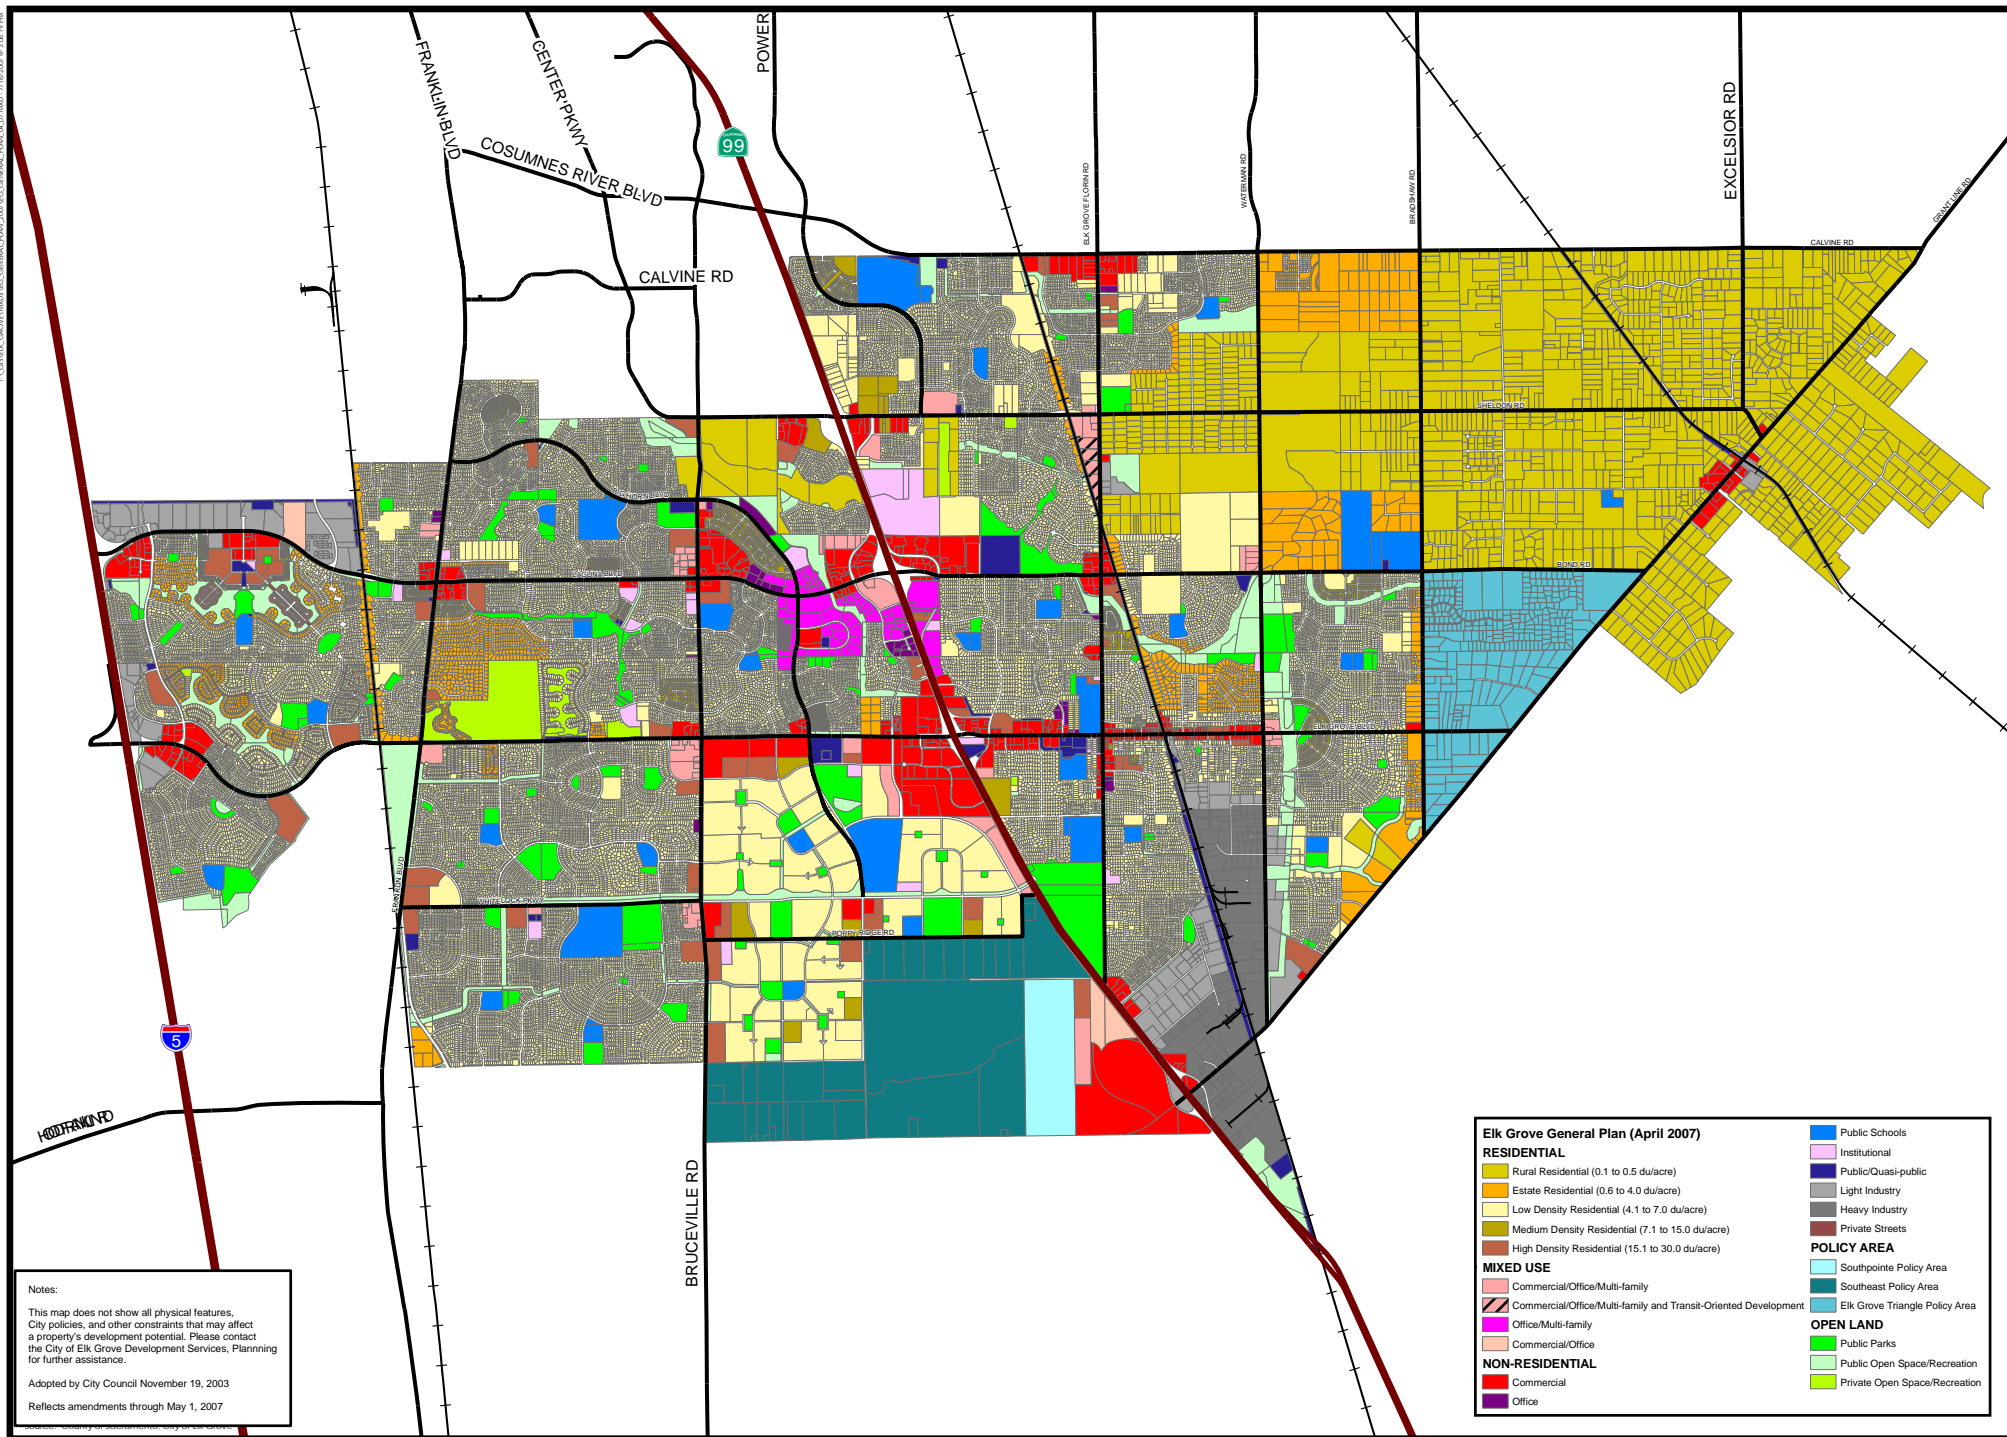 FRANKLIN BLVD
CENTER PKWY
POWER
99
COSUMNES RIVER BLVD
CALVINE RD
ELK GROVE FLORIN RD
WATERMAN RD
BRADSHAW RD
EXCELSIOR RD
GRANT LINE RD
CALVINE RD
SHELDON RD
BOND RD
POPPY RIDGE RD
5
BRUCEVILLE RD
Notes:
This map does not show all physical features,
City policies, and other constraints that may affect
a property's development potential. Please contact
the City of Elk Grove Development Services, Plannning
for further assistance.
Adopted by City Council November 19, 2003
Reflects amendments through May 1, 2007
Elk Grove General Plan (April 2007)
RESIDENTIAL
Rural Residential (0.1 to 0.5 du/acre)
Estate Residential (0.6 to 4.0 du/acre)
Low Density Residential (4.1 to 7.0 du/acre)
Medium Density Residential (7.1 to 15.0 du/acre)
High Density Residential (15.1 to 30.0 du/acre)
MIXED USE
Commercial/Office/Multi-family
Commercial/Office/Multi-family and Transit-Oriented Development
Office/Multi-family
Commercial/Office
NON-RESIDENTIAL
Commercial
Office
Public Schools
Institutional
Public/Quasi-public
Light Industry
Heavy Industry
Private Streets
POLICY AREA
Southpointe Policy Area
Southeast Policy Area
Elk Grove Triangle Policy Area
OPEN LAND
Public Parks
Public Open Space/Recreation
Private Open Space/Recreation